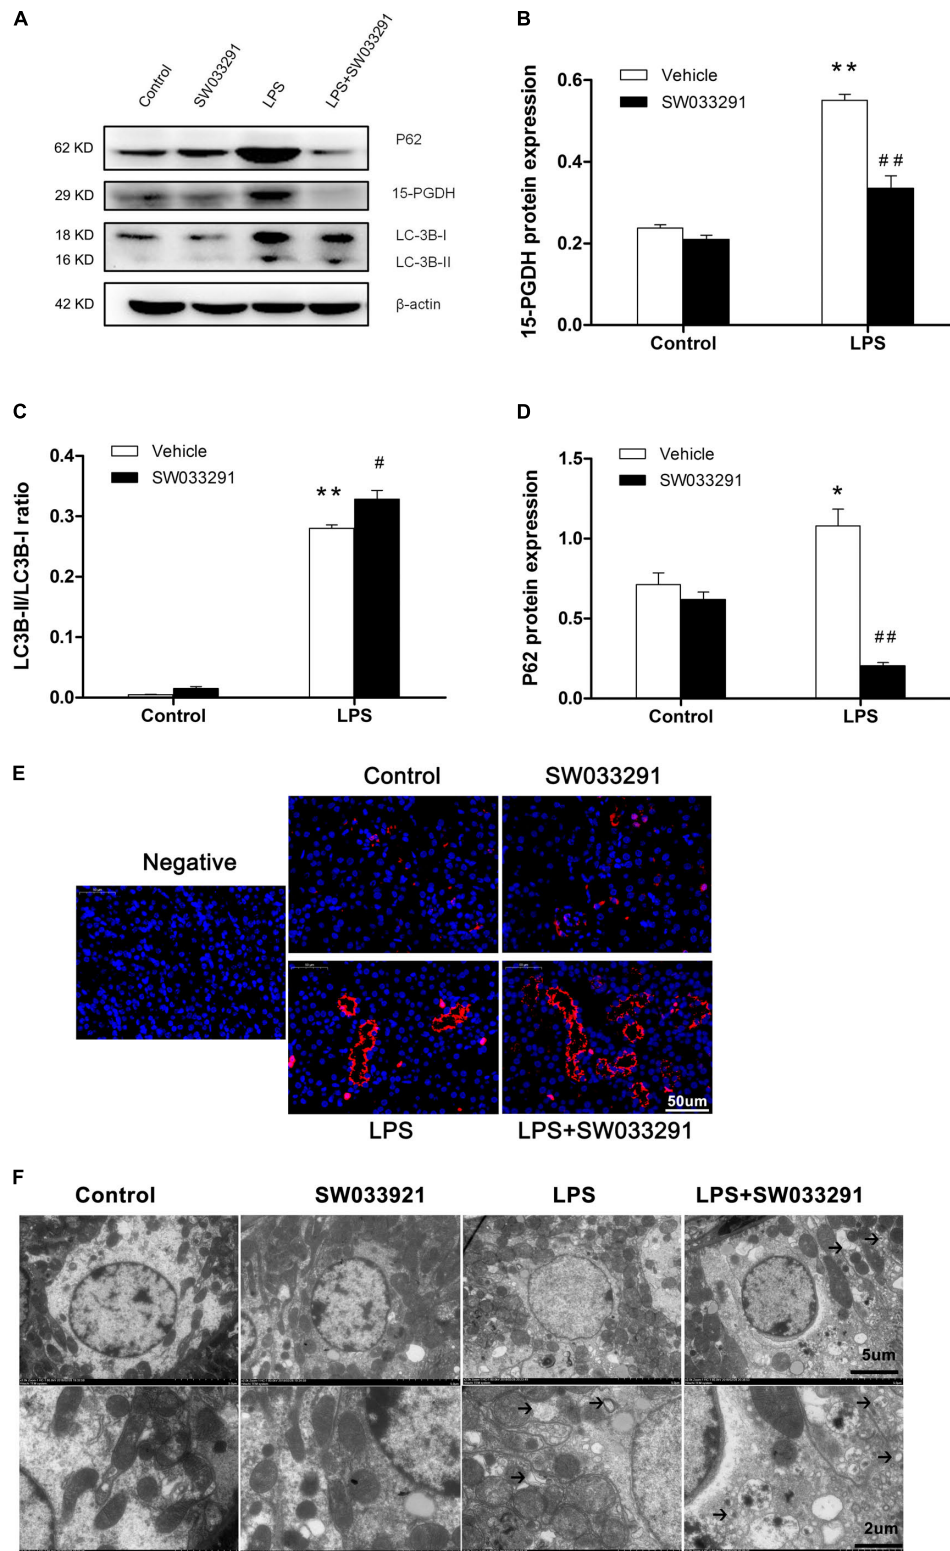 A
Control
SW033291
LPS
LPS+SW033291
62 KD
P62
29 KD
15-PGDH
18 KD
LC-3B-I
16 KD
LC-3B-II
42 KD
β-actin
B
15-PGDH protein expression
0.6
0.4
0.2
0.0
Vehicle
SW033291
**
##
Control
LPS
C
LC3B-II/LC3B-I ratio
0.4
0.3
0.2
0.1
0.0
Vehicle
SW033291
**
#
Control
LPS
D
P62 protein expression
1.5
1.0
0.5
0.0
Vehicle
SW033291
*
##
Control
LPS
E
Control
SW033291
Negative
50um
LPS
LPS+SW033291
F
Control
SW033921
LPS
LPS+SW033291
5um
2um